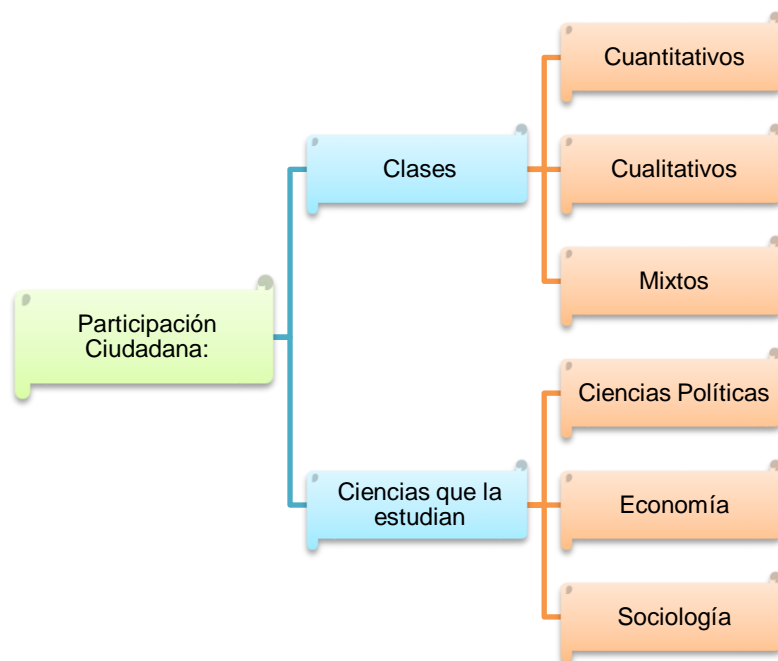 Participación
Ciudadana:
Clases
Cuantitativos
Cualitativos
Mixtos
Ciencias que la
estudian
Ciencias Políticas
Economía
Sociología